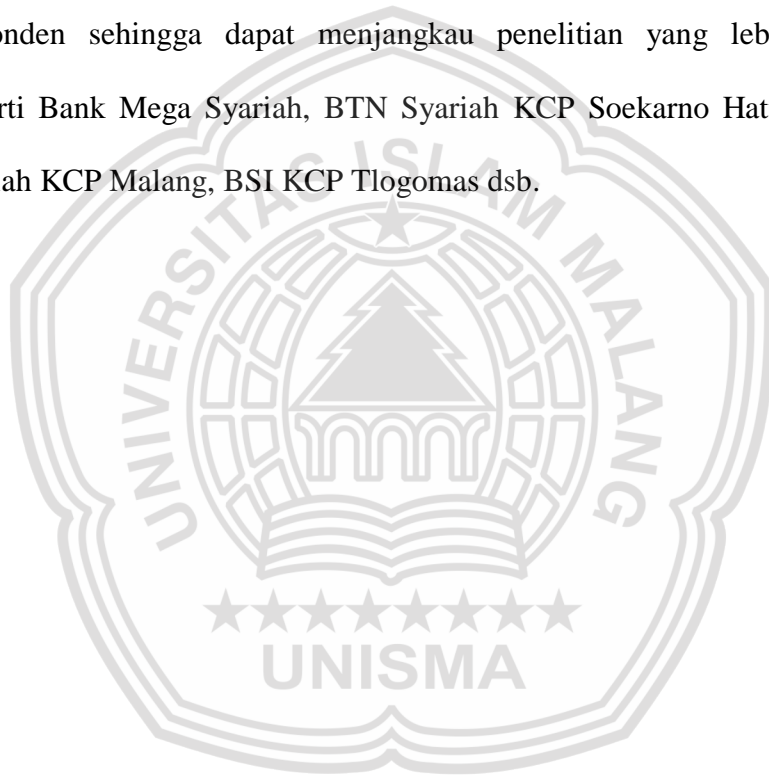 onden sehingga dapat menjangkau penelitian yang leb
rti Bank Mega Syariah, BTN Syariah KCP Soekarno Hat
ah KCP Malang, BSI KCP Tlogomas dsb.
UNIVERSITAS ISLAM MALANG
UNISMA